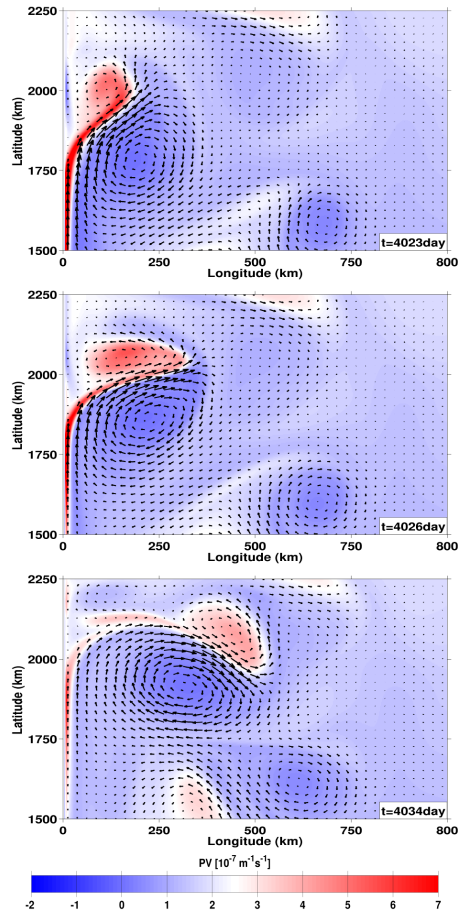 2250
2000
1750
1500
Latitude (km)
0 250 500 750 800
Longitude (km)
t=4023day
2250
2000
1750
1500
Latitude (km)
0 250 500 750 800
Longitude (km)
t=4026day
2250
2000
1750
1500
Latitude (km)
0 250 500 750 800
Longitude (km)
t=4034day
PV [10⁻⁷ m⁻¹s⁻¹]
-2 -1 0 1 2 3 4 5 6 7